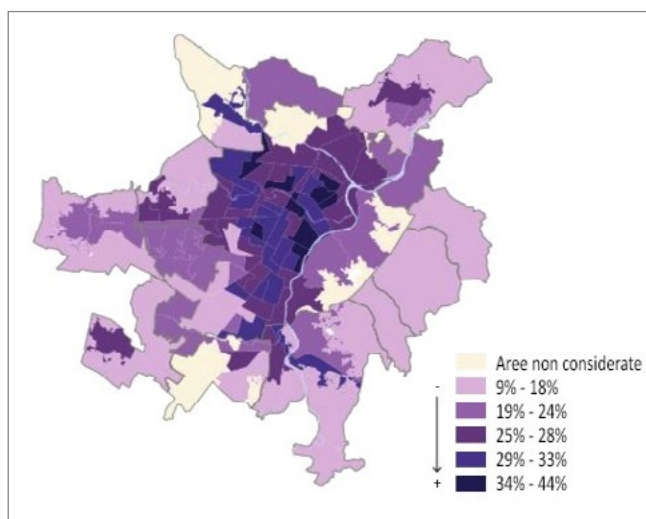 Aree non considerate
- 9% - 18%
19% - 24%
25% - 28%
29% - 33%
+ 34% - 44%